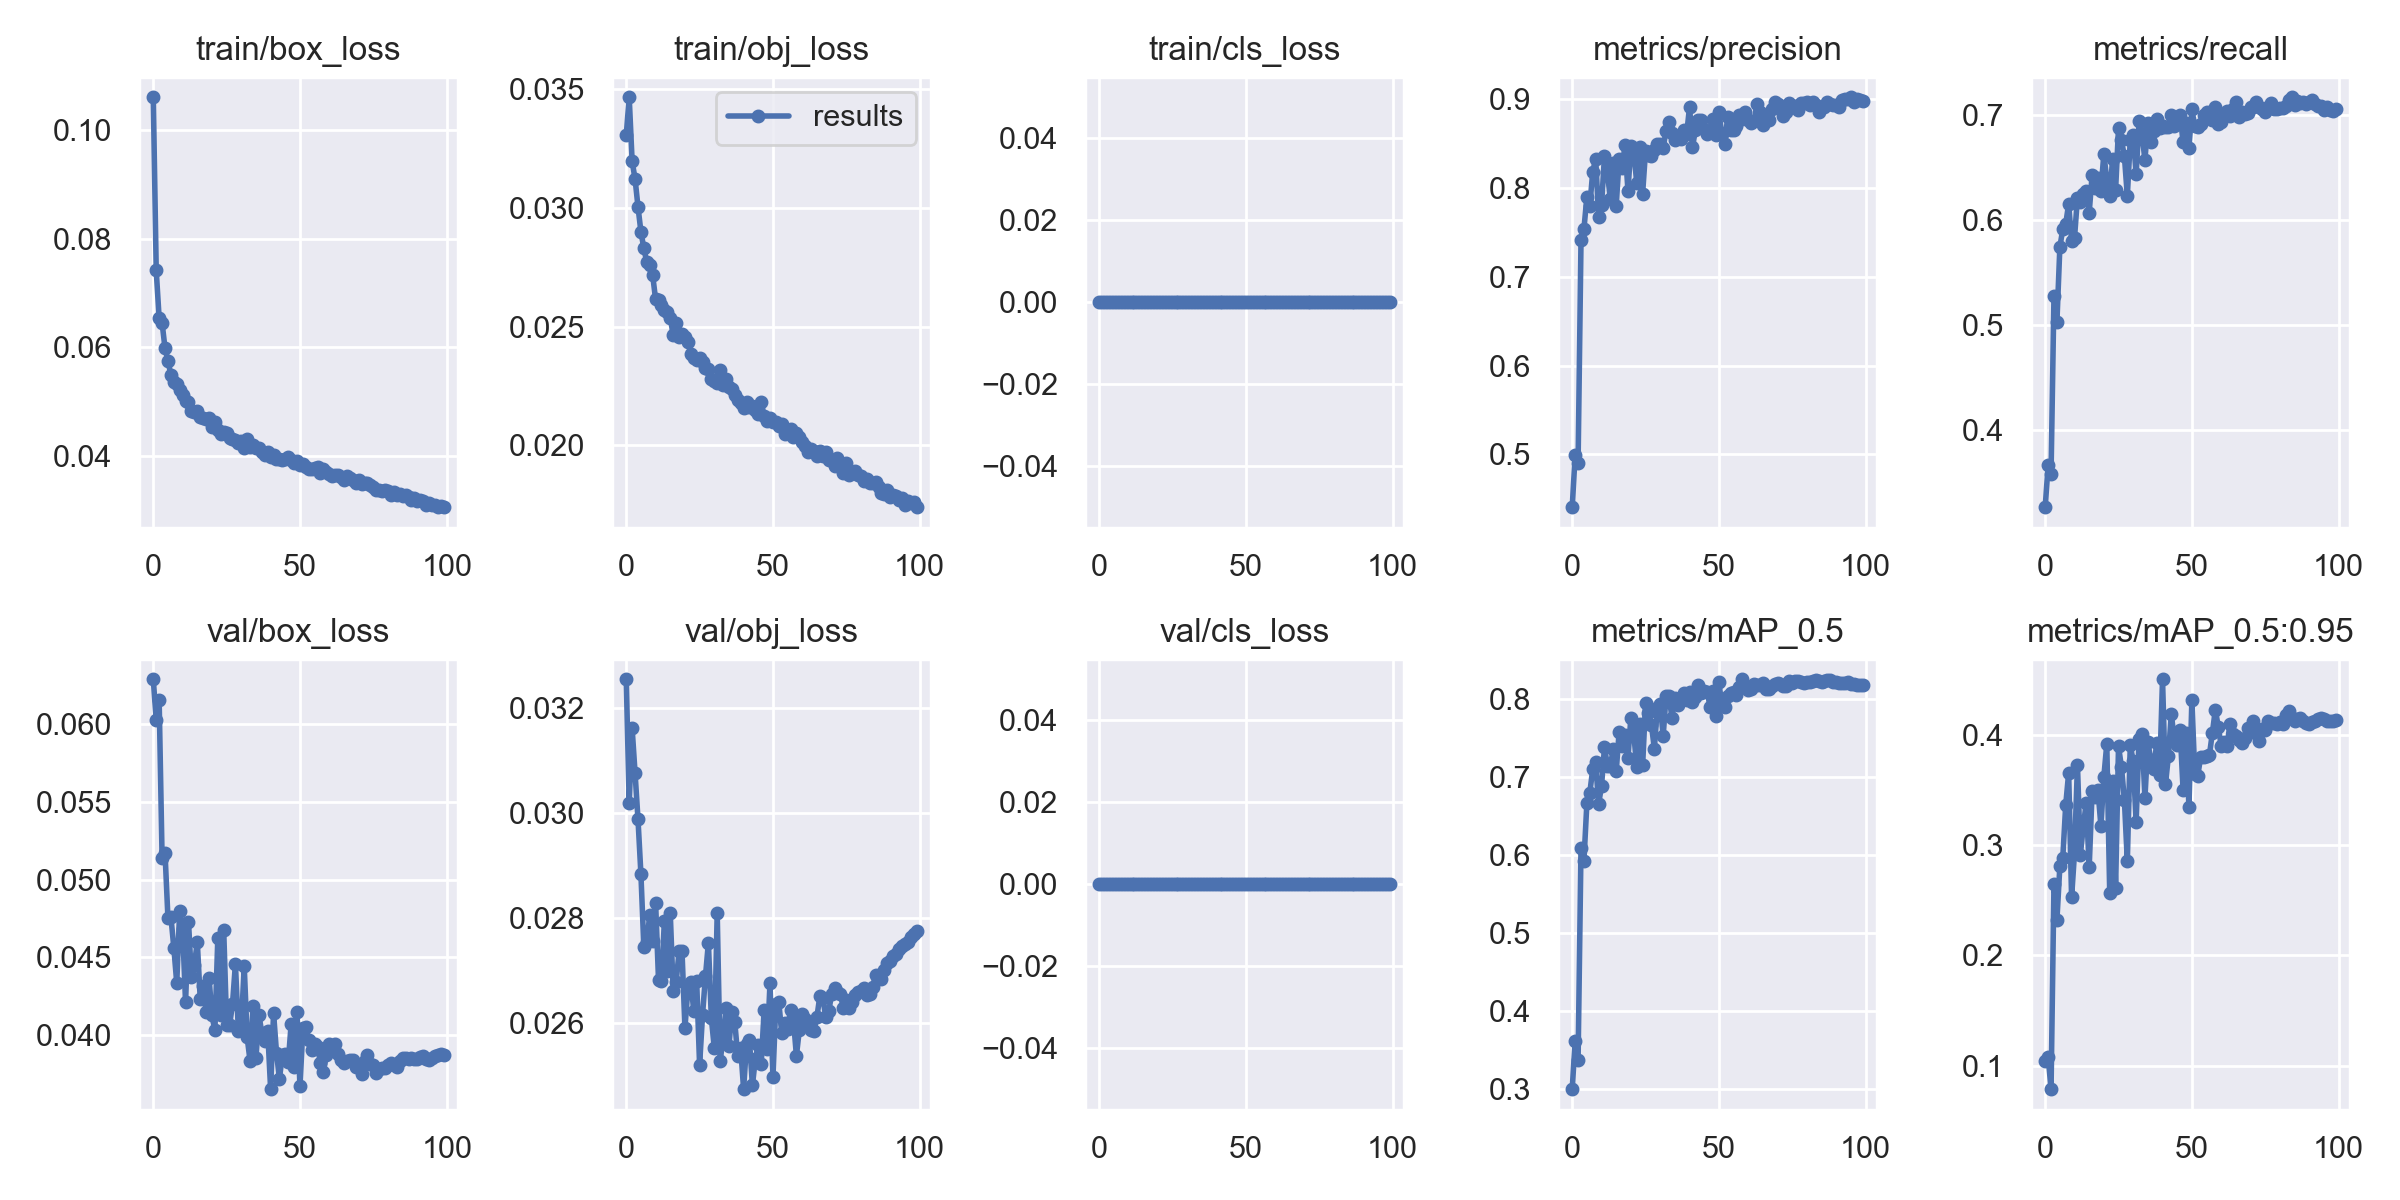 train/box_loss
0.10
0.08
0.06
0.04
0 50 100
train/obj_loss
results
0.035
0.030
0.025
0.020
0 50 100
train/cls_loss
0.04
0.02
0.00
−0.02
−0.04
0 50 100
metrics/precision
0.9
0.8
0.7
0.6
0.5
0 50 100
metrics/recall
0.7
0.6
0.5
0.4
0 50 100
val/box_loss
0.060
0.055
0.050
0.045
0.040
0 50 100
val/obj_loss
0.032
0.030
0.028
0.026
0 50 100
val/cls_loss
0.04
0.02
0.00
−0.02
−0.04
0 50 100
metrics/mAP_0.5
0.8
0.7
0.6
0.5
0.4
0.3
0 50 100
metrics/mAP_0.5:0.95
0.4
0.3
0.2
0.1
0 50 100